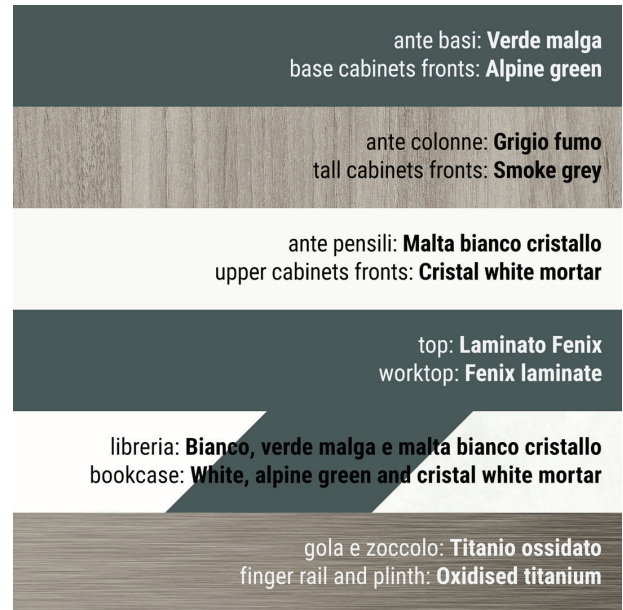 ante basi: Verde malga
base cabinets fronts: Alpine green
ante colonne: Grigio fumo
tall cabinets fronts: Smoke grey
ante pensili: Malta bianco cristallo
upper cabinets fronts: Cristal white mortar
top: Laminato Fenix
worktop: Fenix laminate
libreria: Bianco, verde malga e malta bianco cristallo
bookcase: White, alpine green and cristal white mortar
gola e zoccolo: Titanio ossidato
finger rail and plinth: Oxidised titanium